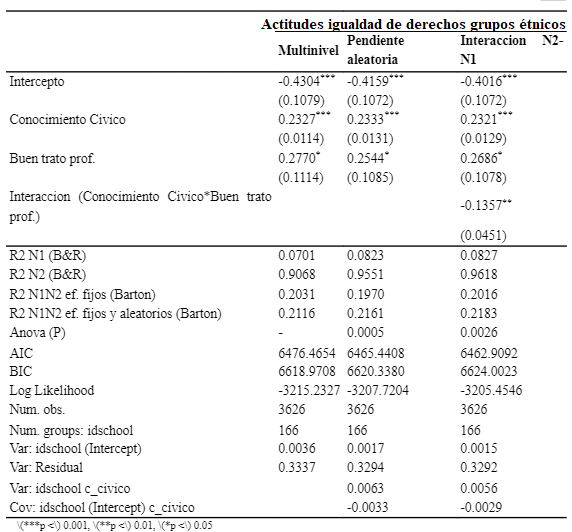 Actitudes igualdad de derechos grupos étnicos
Multinivel Pendiente aleatoria Interaccion N2-N1
Intercepto -0.4304*** -0.4159*** -0.4016***
(0.1079) (0.1072) (0.1072)
Conocimiento Civico 0.2327*** 0.2333*** 0.2321***
(0.0114) (0.0131) (0.0129)
Buen trato prof. 0.2770* 0.2544* 0.2686*
(0.1114) (0.1085) (0.1078)
Interaccion (Conocimiento Civico*Buen trato prof.) -0.1357**
(0.0451)
R2 N1 (B&R) 0.0701 0.0823 0.0827
R2 N2 (B&R) 0.9068 0.9551 0.9618
R2 N1N2 ef. fijos (Barton) 0.2031 0.1970 0.2016
R2 N1N2 ef. fijos y aleatorios (Barton) 0.2116 0.2161 0.2183
Anova (P) - 0.0005 0.0026
AIC 6476.4654 6465.4408 6462.9092
BIC 6618.9708 6620.3380 6624.0023
Log Likelihood -3215.2327 -3207.7204 -3205.4546
Num. obs. 3626 3626 3626
Num. groups: idschool 166 166 166
Var: idschool (Intercept) 0.0036 0.0017 0.0015
Var: Residual 0.3337 0.3294 0.3292
Var: idschool c_civico 0.0063 0.0056
Cov: idschool (Intercept) c_civico -0.0033 -0.0029
\(***p <\) 0.001, \(**p <\) 0.01, \(*p <\) 0.05